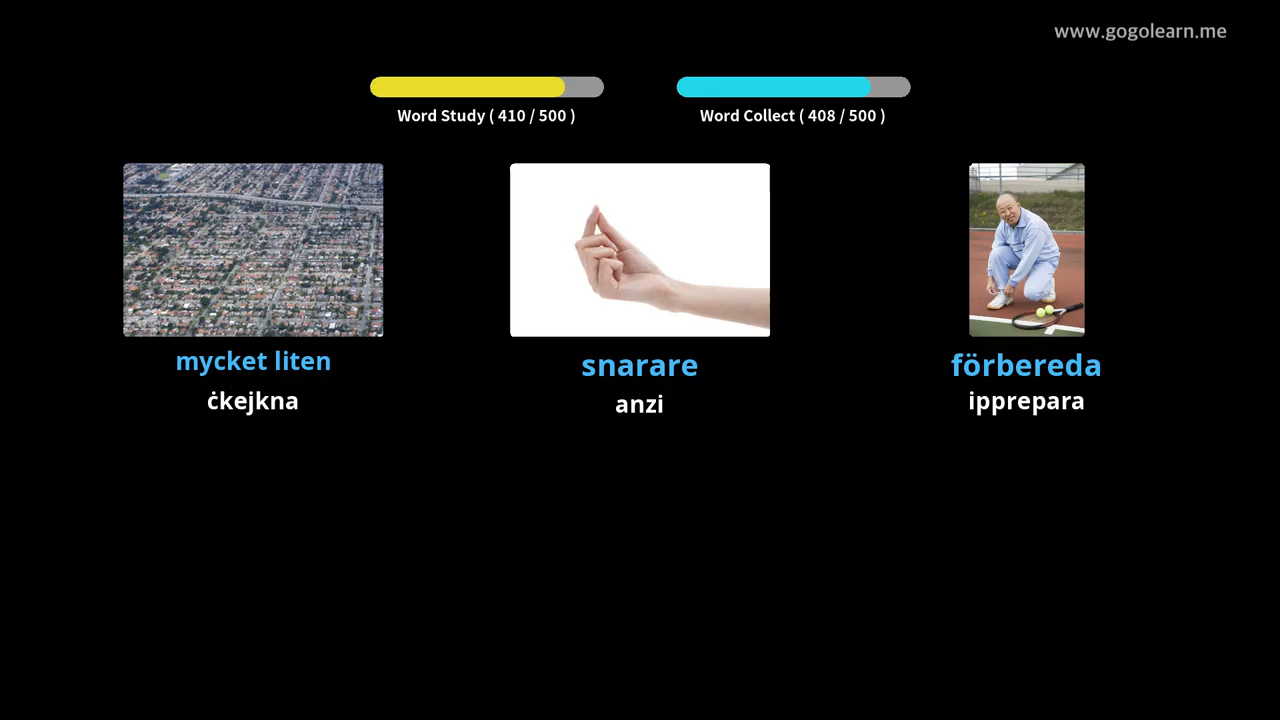 www.gogolearn.me
Word Study ( 410 / 500 )
Word Collect ( 408 / 500 )
mycket liten
snarare
förbereda
ċkejkna
anzi
ipprepara